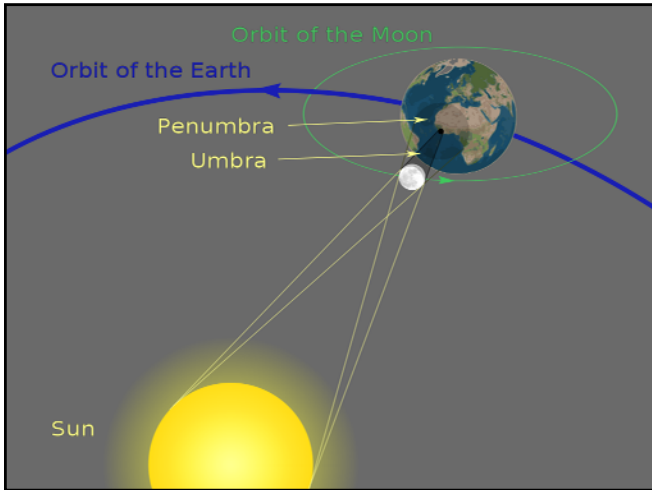 Orbit of the Moon
Orbit of the Earth
Penumbra
Umbra
Sun